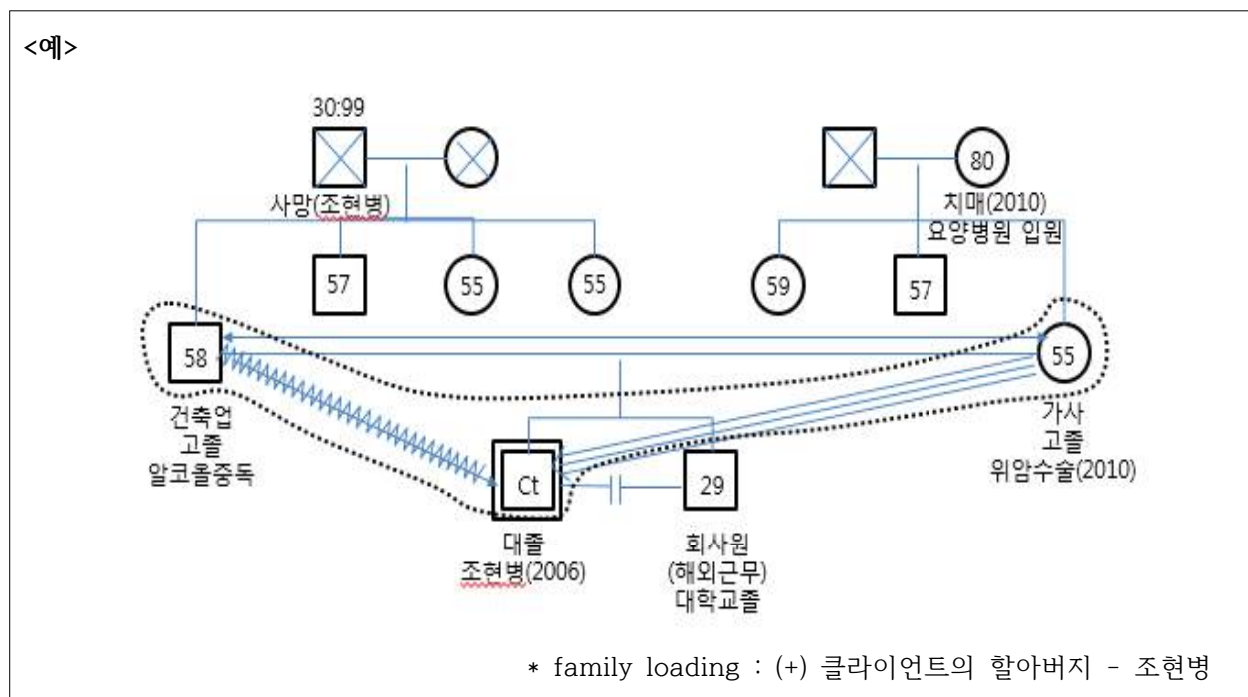 <예>
30:99
80
사망(조현병)
치매(2010)
요양병원 입원
57
55
55
59
57
58
55
건축업
고졸
알코올중독
가사
고졸
위암수술(2010)
Ct
29
대졸
조현병(2006)
회사원
(해외근무)
대학교졸
* family loading : (+) 클라이언트의 할아버지 - 조현병